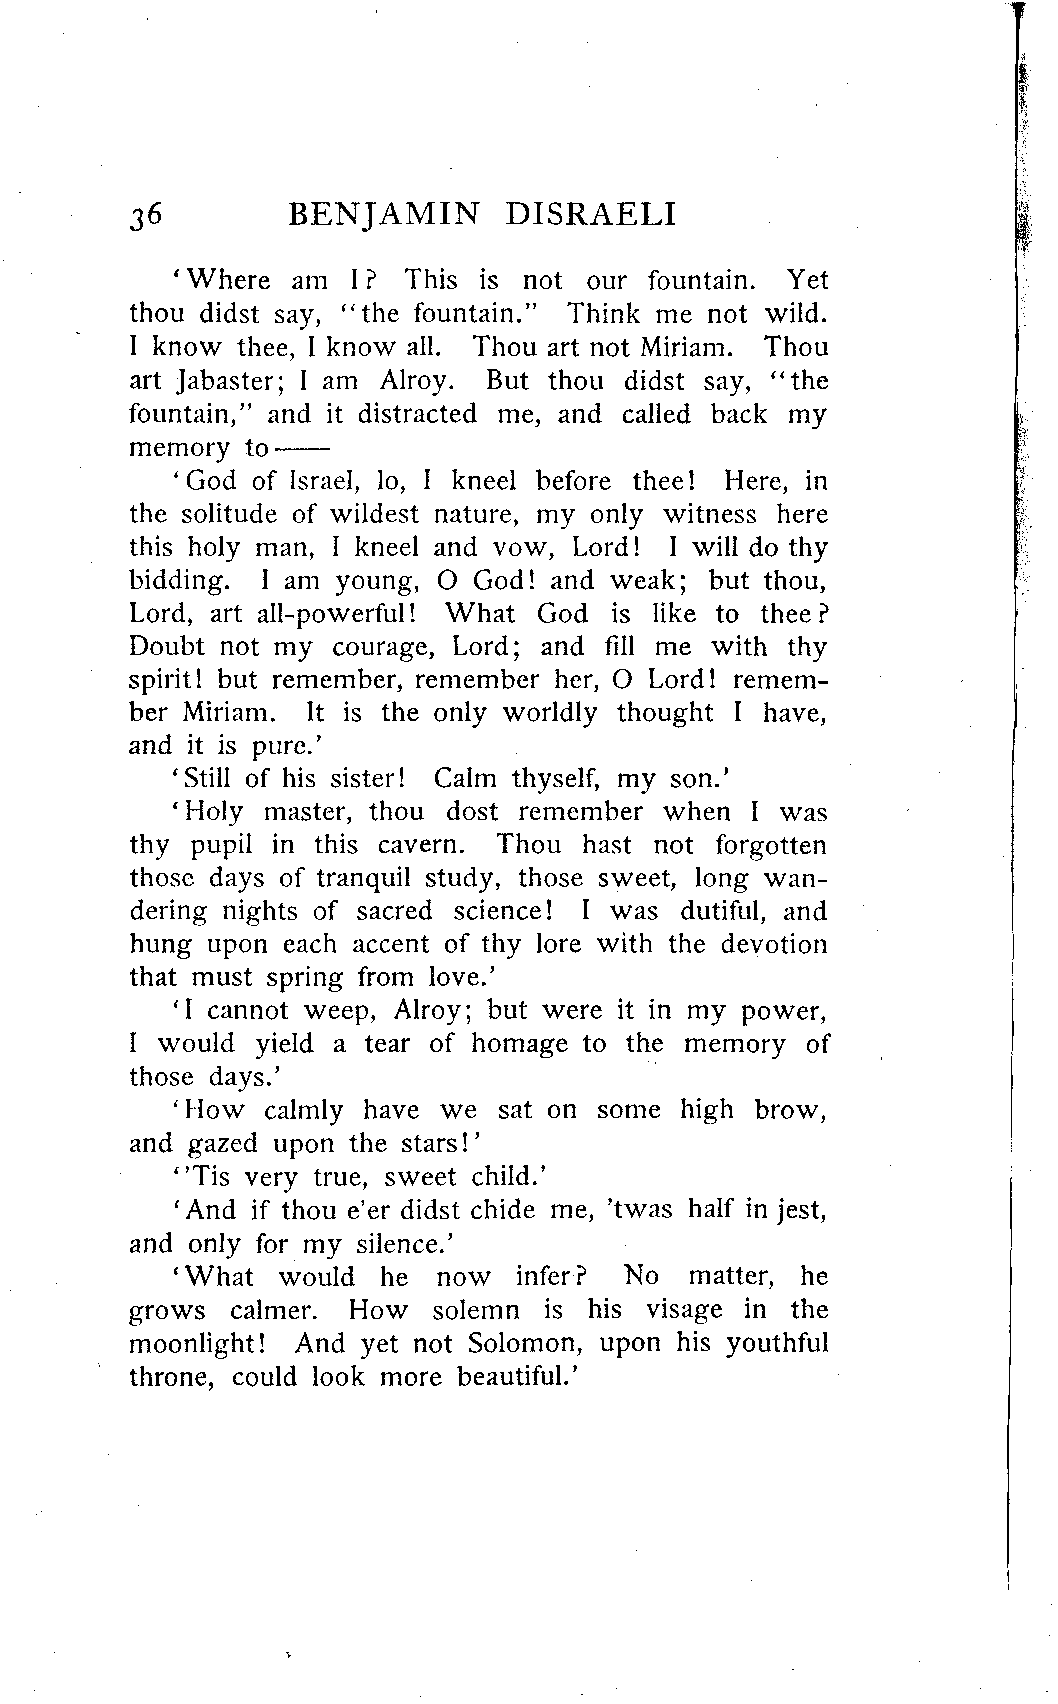 36 BENJAMIN DISRAELI
‘Where am I? This is not our fountain. Yet
thou didst say, “the fountain.” Think me not wild.
I know thee, I know all. Thou art not Miriam. Thou
art Jabaster; I am Alroy. But thou didst say, “the
fountain,” and it distracted me, and called back my
memory to——
‘God of Israel, lo, I kneel before thee! Here, in
the solitude of wildest nature, my only witness here
this holy man, I kneel and vow, Lord! I will do thy
bidding. I am young, O God! and weak; but thou,
Lord, art all-powerful! What God is like to thee?
Doubt not my courage, Lord; and fill me with thy
spirit! but remember, remember her, O Lord! remem-
ber Miriam. It is the only worldly thought I have,
and it is pure.’
‘Still of his sister! Calm thyself, my son.’
‘Holy master, thou dost remember when I was
thy pupil in this cavern. Thou hast not forgotten
those days of tranquil study, those sweet, long wan-
dering nights of sacred science! I was dutiful, and
hung upon each accent of thy lore with the devotion
that must spring from love.’
‘I cannot weep, Alroy; but were it in my power,
I would yield a tear of homage to the memory of
those days.’
‘How calmly have we sat on some high brow,
and gazed upon the stars!’
‘’Tis very true, sweet child.’
‘And if thou e’er didst chide me, ’twas half in jest,
and only for my silence.’
‘What would he now infer? No matter, he
grows calmer. How solemn is his visage in the
moonlight! And yet not Solomon, upon his youthful
throne, could look more beautiful.’